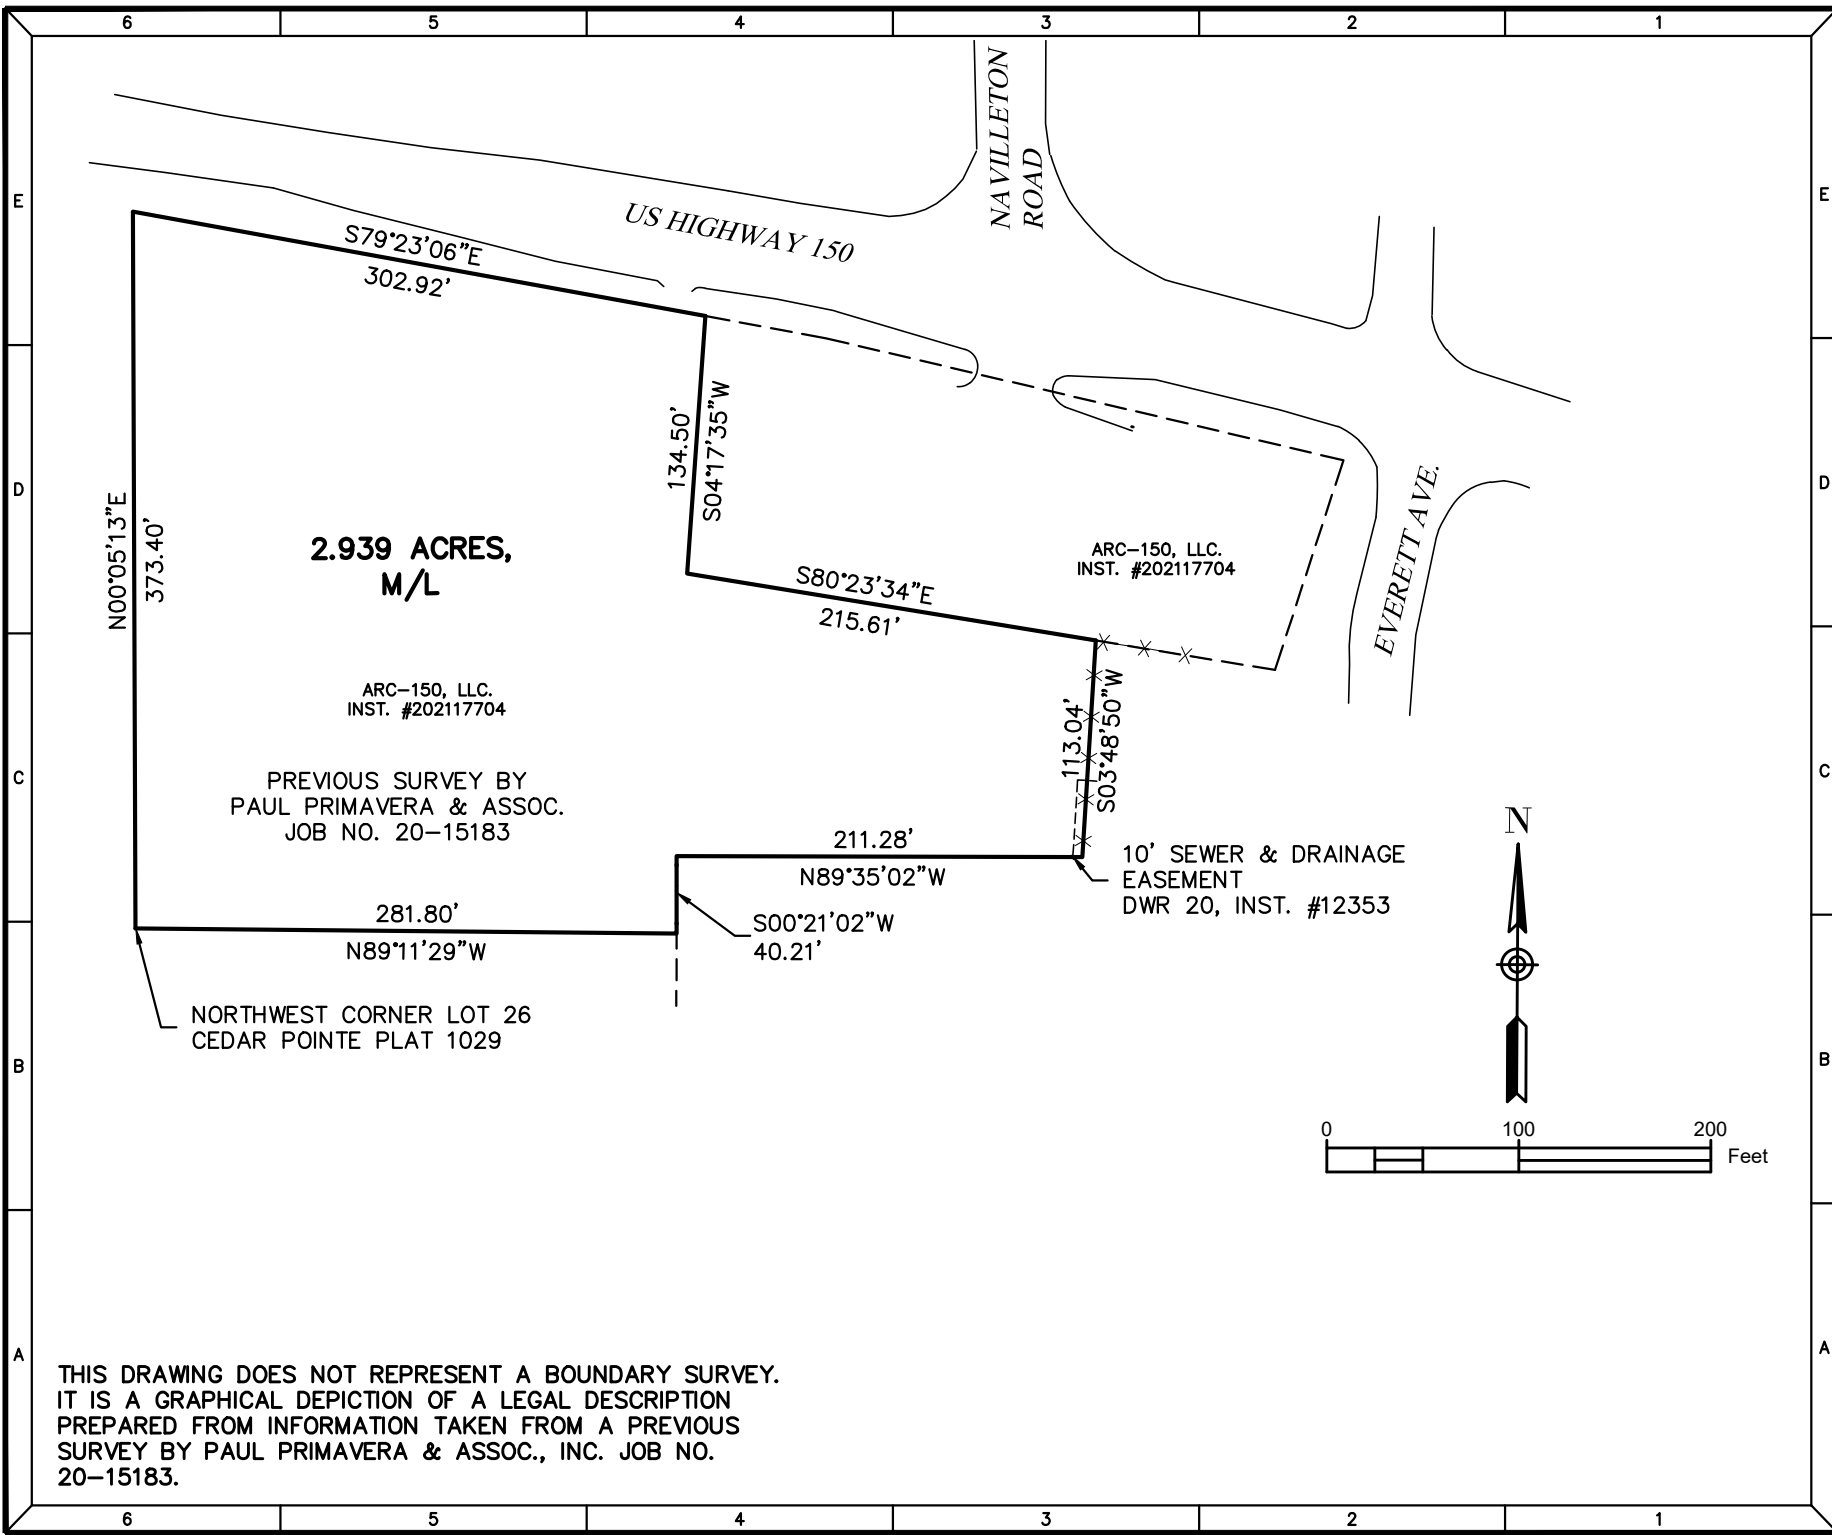 6 5 4 3 2 1
NAVILLETON
ROAD
E E
US HIGHWAY 150
S79°23'06"E
302.92'
134.50'
S04°17'35"W
D D
N00°05'13"E
373.40'
2.939 ACRES,
M/L
ARC-150, LLC.
INST. #202117704
EVERETT AVE.
S80°23'34"E
215.61'
ARC-150, LLC.
INST. #202117704
113.04'
S03°48'50"W
C C
PREVIOUS SURVEY BY
PAUL PRIMAVERA & ASSOC.
JOB NO. 20-15183
N
211.28'
N89°35'02"W
10' SEWER & DRAINAGE
EASEMENT
DWR 20, INST. #12353
281.80'
N89°11'29"W
S00°21'02"W
40.21'
NORTHWEST CORNER LOT 26
CEDAR POINTE PLAT 1029
B B
0 100 200
Feet
A A
THIS DRAWING DOES NOT REPRESENT A BOUNDARY SURVEY.
IT IS A GRAPHICAL DEPICTION OF A LEGAL DESCRIPTION
PREPARED FROM INFORMATION TAKEN FROM A PREVIOUS
SURVEY BY PAUL PRIMAVERA & ASSOC., INC. JOB NO.
20-15183.
6 5 4 3 2 1